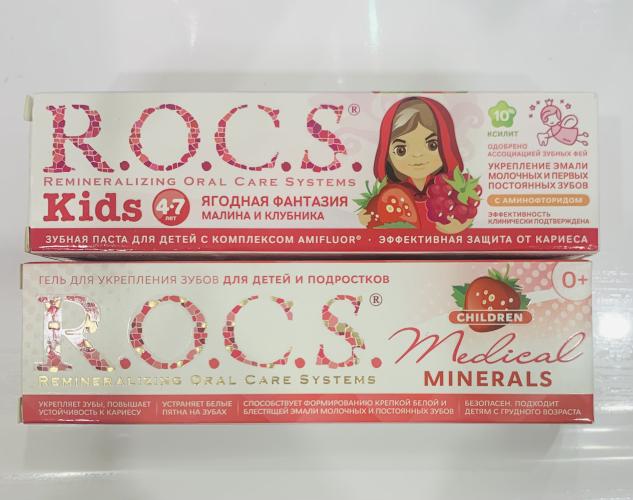 R.O.C.S.®
REMINERALIZING ORAL CARE SYSTEMS
Kids 4-7 ЛЕТ
ЯГОДНАЯ ФАНТАЗИЯ
МАЛИНА И КЛУБНИКА
10%
КСИЛИТ
ОДОБРЕНО
АССОЦИАЦИЕЙ ЗУБНЫХ ФЕЙ
УКРЕПЛЕНИЕ ЭМАЛИ
МОЛОЧНЫХ И ПЕРВЫХ
ПОСТОЯННЫХ ЗУБОВ
С АМИНОФТОРИДОМ
ЭФФЕКТИВНОСТЬ
КЛИНИЧЕСКИ ПОДТВЕРЖДЕНА
ЗУБНАЯ ПАСТА ДЛЯ ДЕТЕЙ С КОМПЛЕКСОМ AMIFLUOR® · ЭФФЕКТИВНАЯ ЗАЩИТА ОТ КАРИЕСА
ГЕЛЬ ДЛЯ УКРЕПЛЕНИЯ ЗУБОВ ДЛЯ ДЕТЕЙ И ПОДРОСТКОВ
R.O.C.S.®
REMINERALIZING ORAL CARE SYSTEMS
CHILDREN
0+
Medical
MINERALS
УКРЕПЛЯЕТ ЗУБЫ, ПОВЫШАЕТ
УСТОЙЧИВОСТЬ К КАРИЕСУ
УСТРАНЯЕТ БЕЛЫЕ
ПЯТНА НА ЗУБАХ
СПОСОБСТВУЕТ ФОРМИРОВАНИЮ КРЕПКОЙ БЕЛОЙ И
БЛЕСТЯЩЕЙ ЭМАЛИ МОЛОЧНЫХ И ПОСТОЯННЫХ ЗУБОВ
БЕЗОПАСЕН. ПОДХОДИТ
ДЕТЯМ С ГРУДНОГО ВОЗРАСТА